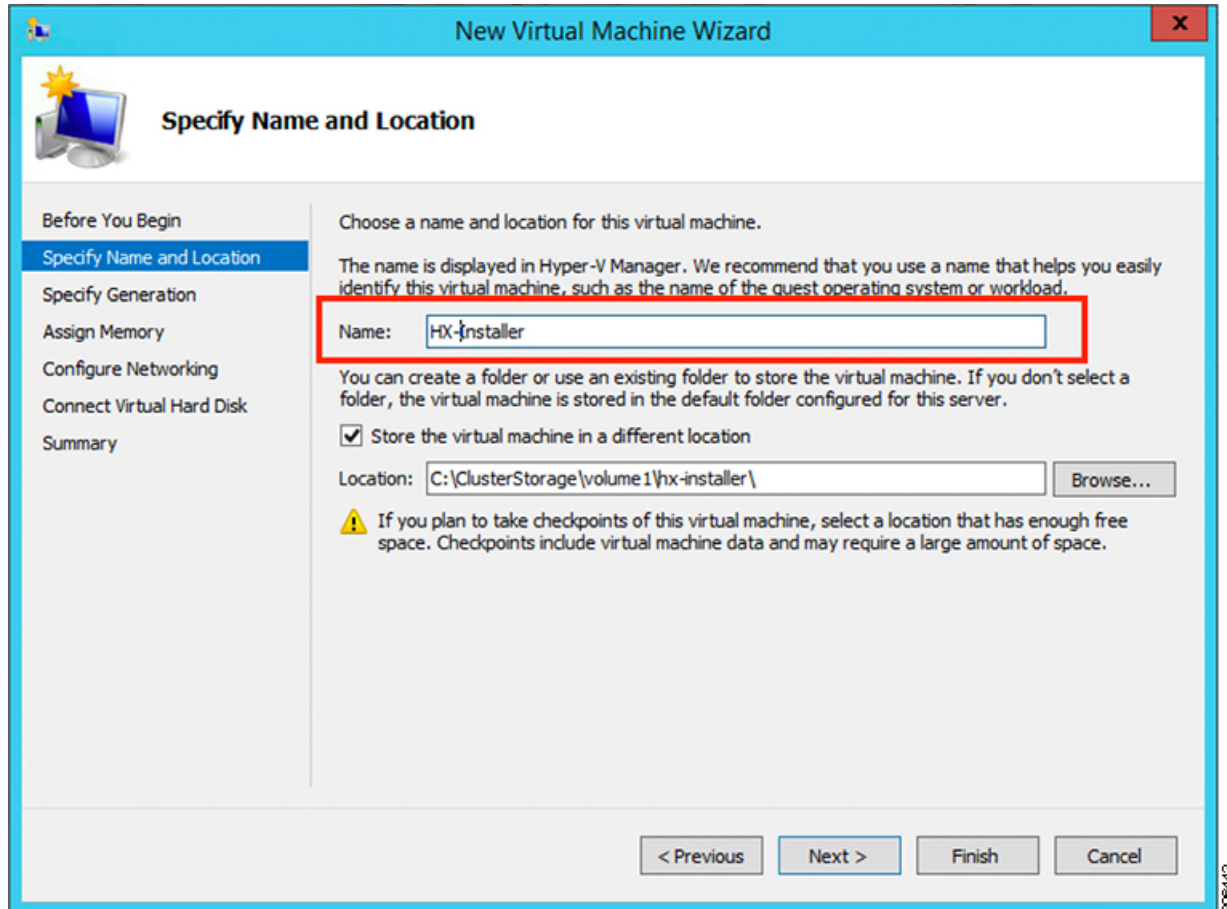 New Virtual Machine Wizard
x
Specify Name and Location
Before You Begin
Specify Name and Location
Specify Generation
Assign Memory
Configure Networking
Connect Virtual Hard Disk
Summary
Choose a name and location for this virtual machine.
The name is displayed in Hyper-V Manager. We recommend that you use a name that helps you easily
identify this virtual machine, such as the name of the guest operating system or workload.
Name: HX-Installer
You can create a folder or use an existing folder to store the virtual machine. If you don't select a
folder, the virtual machine is stored in the default folder configured for this server.
Store the virtual machine in a different location
Location: C:\ClusterStorage\volume1\hx-installer\ Browse...
If you plan to take checkpoints of this virtual machine, select a location that has enough free
space. Checkpoints include virtual machine data and may require a large amount of space.
< Previous Next > Finish Cancel